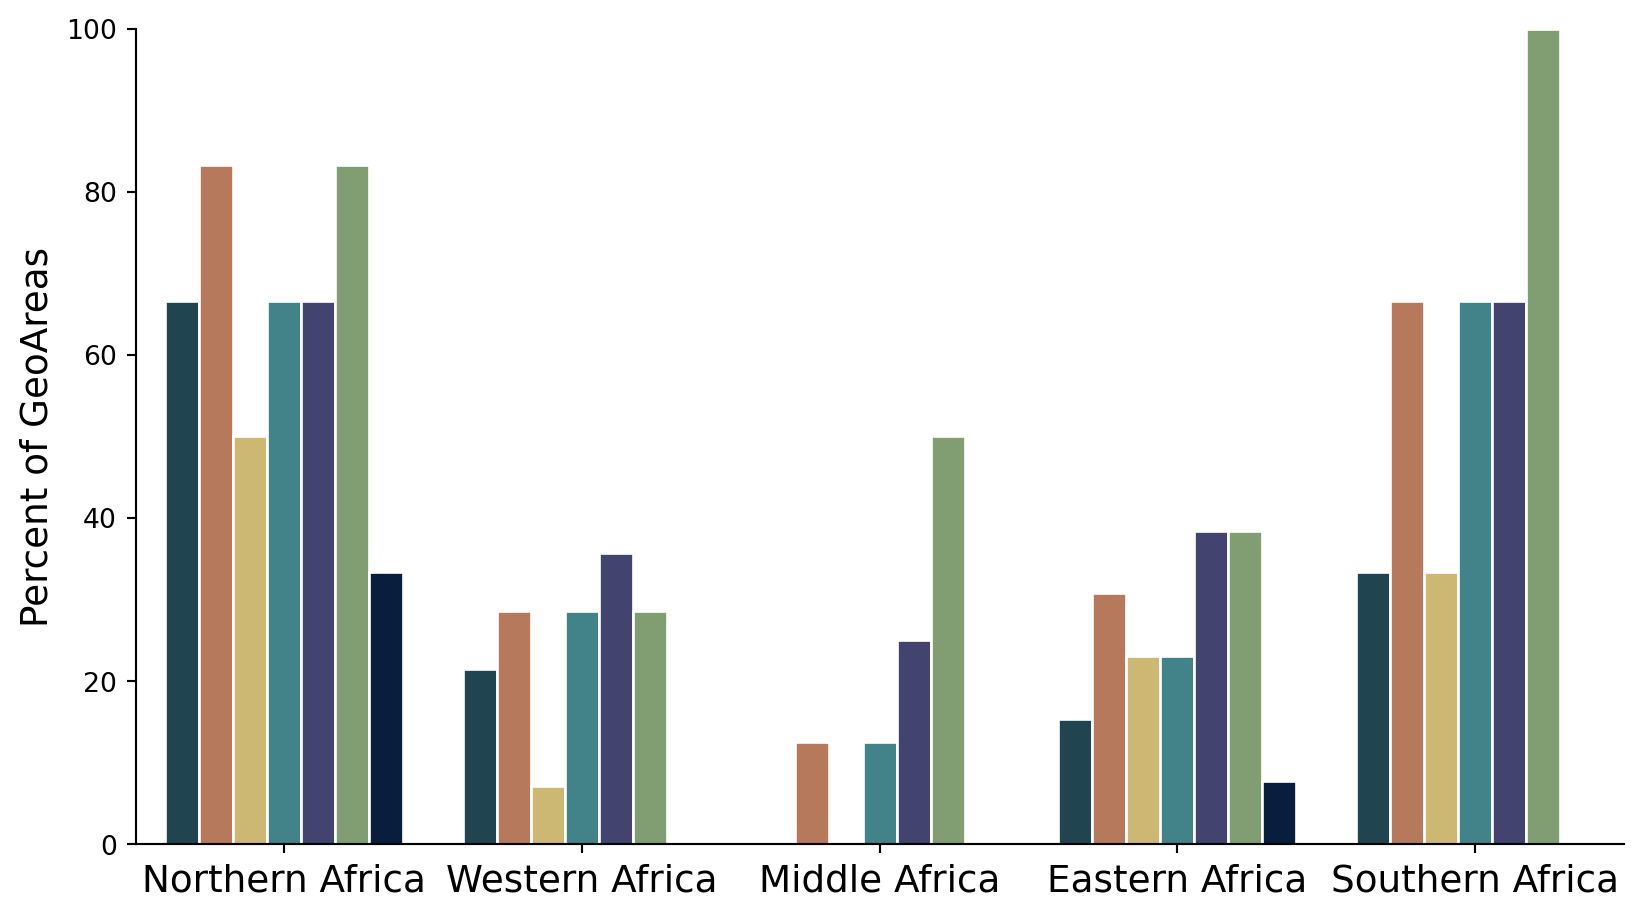 Percent of GeoAreas
100
80
60
40
20
0
Northern Africa
Western Africa
Middle Africa
Eastern Africa
Southern Africa